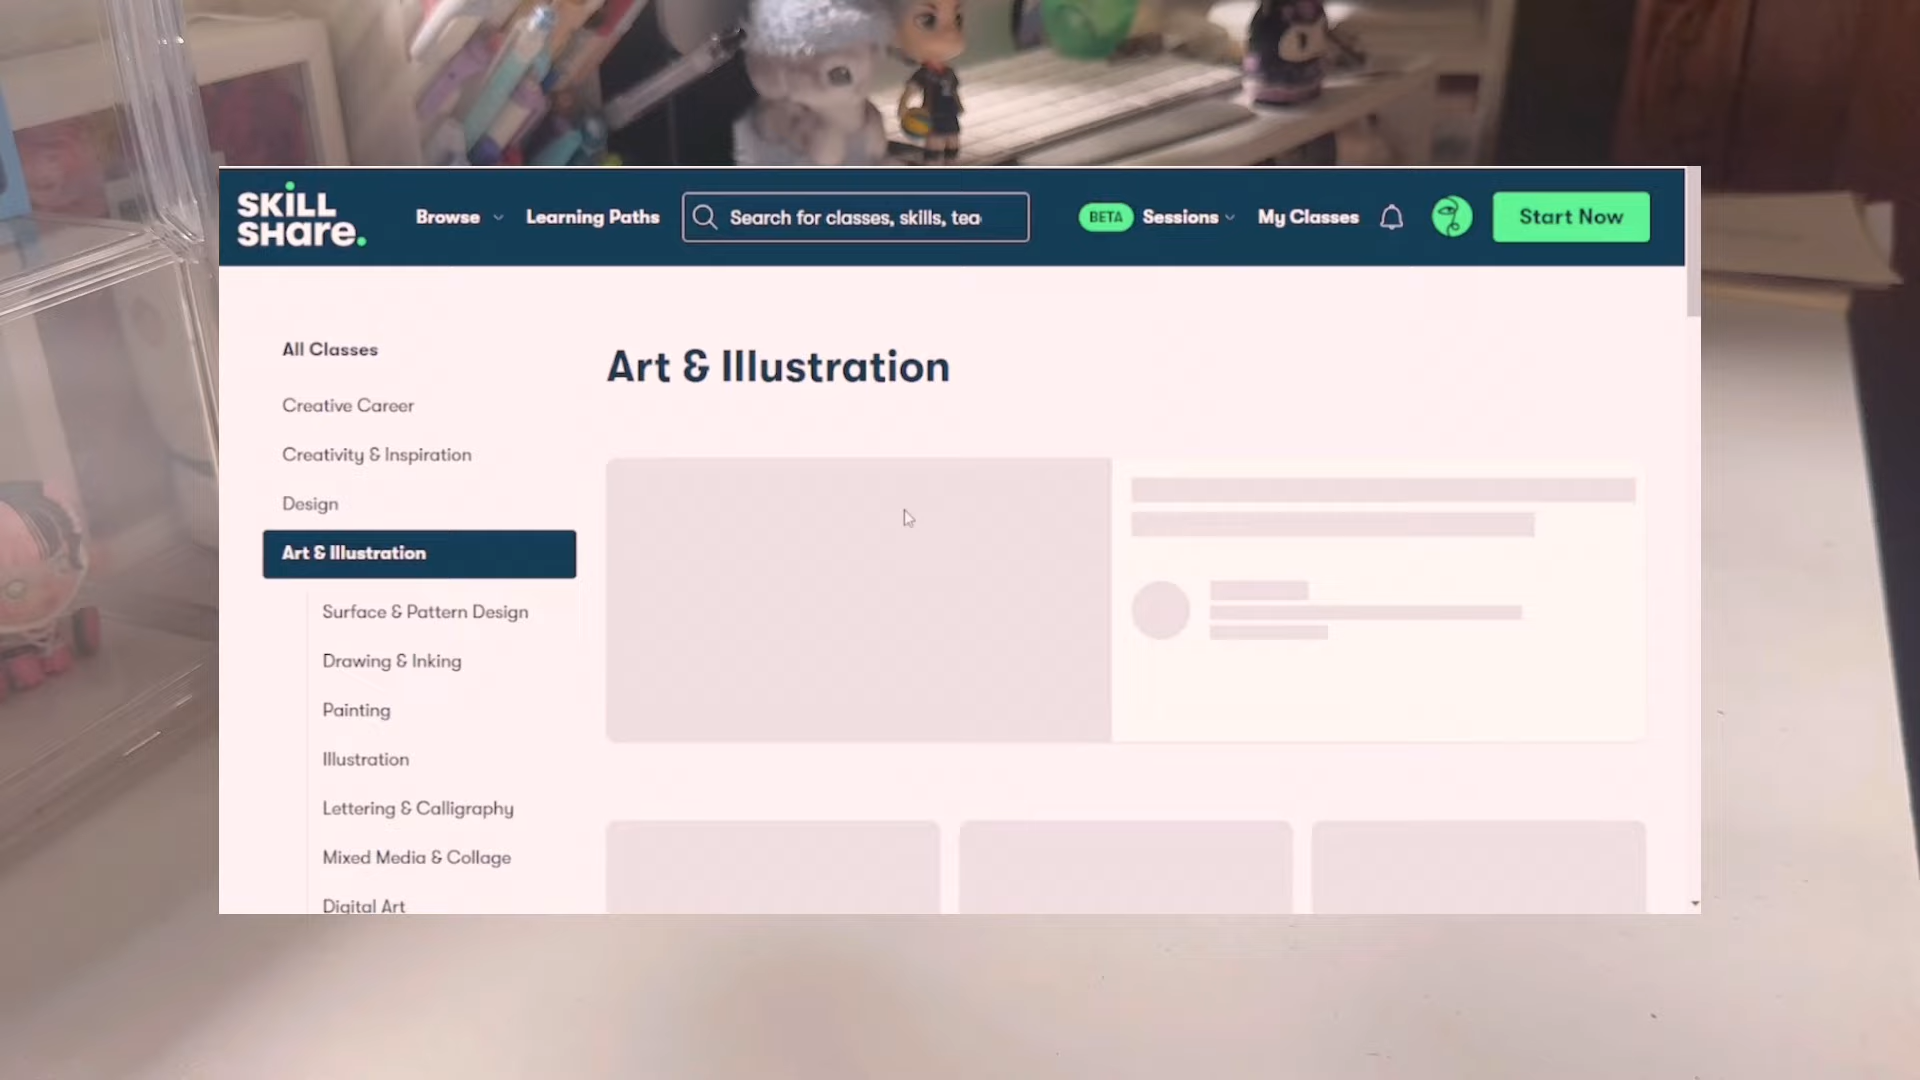 SKILL
SHare.
Browse
Learning Paths
Search for classes, skills, tea
BETA
Sessions
My Classes
Start Now
All Classes
Creative Career
Creativity & Inspiration
Design
Art & Illustration
Surface & Pattern Design
Drawing & Inking
Painting
Illustration
Lettering & Calligraphy
Mixed Media & Collage
Digital Art
Art & Illustration